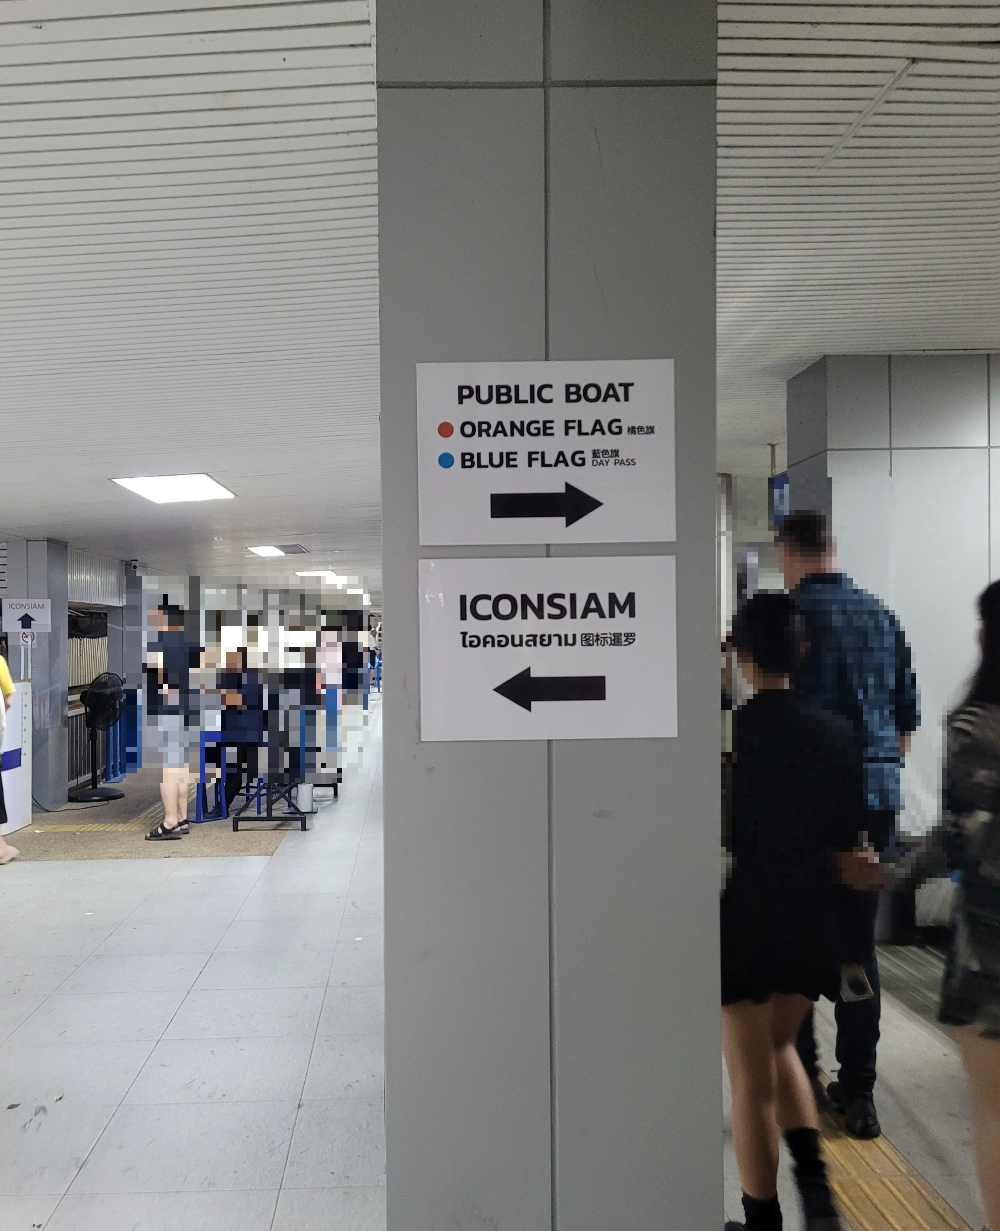 PUBLIC BOAT
ORANGE FLAG 橘色旗
BLUE FLAG 藍色旗 DAY PASS
ICONSIAM
ไอคอนสยาม 图标暹罗
ICONSIAM